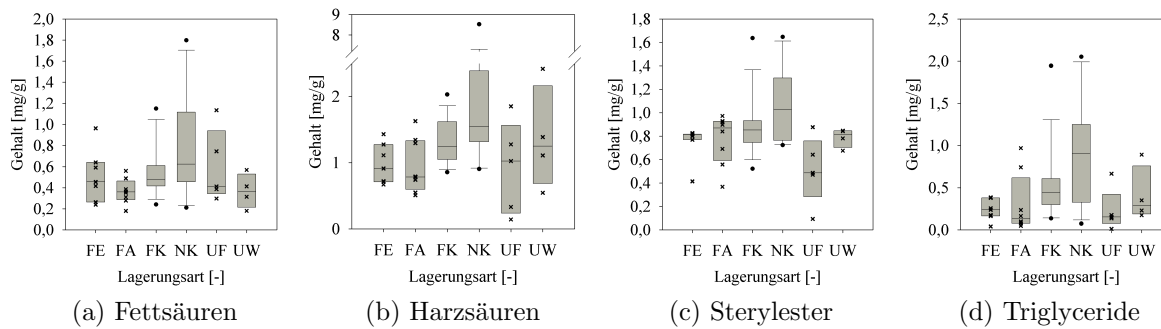 2,0
1,8
1,6
1,4
1,2
1,0
0,8
0,6
0,4
0,2
0,0
Gehalt [mg/g]
FE FA FK NK UF UW
Lagerungsart [-]
(a) Fettsäuren
9
8
2
1
0
Gehalt [mg/g]
FE FA FK NK UF UW
Lagerungsart [-]
(b) Harzsäuren
1,8
1,6
1,4
1,2
1,0
0,8
0,6
0,4
0,2
0,0
Gehalt [mg/g]
FE FA FK NK UF UW
Lagerungsart [-]
(c) Sterylester
2,5
2,0
1,5
1,0
0,5
0,0
Gehalt [mg/g]
FE FA FK NK UF UW
Lagerungsart [-]
(d) Triglyceride